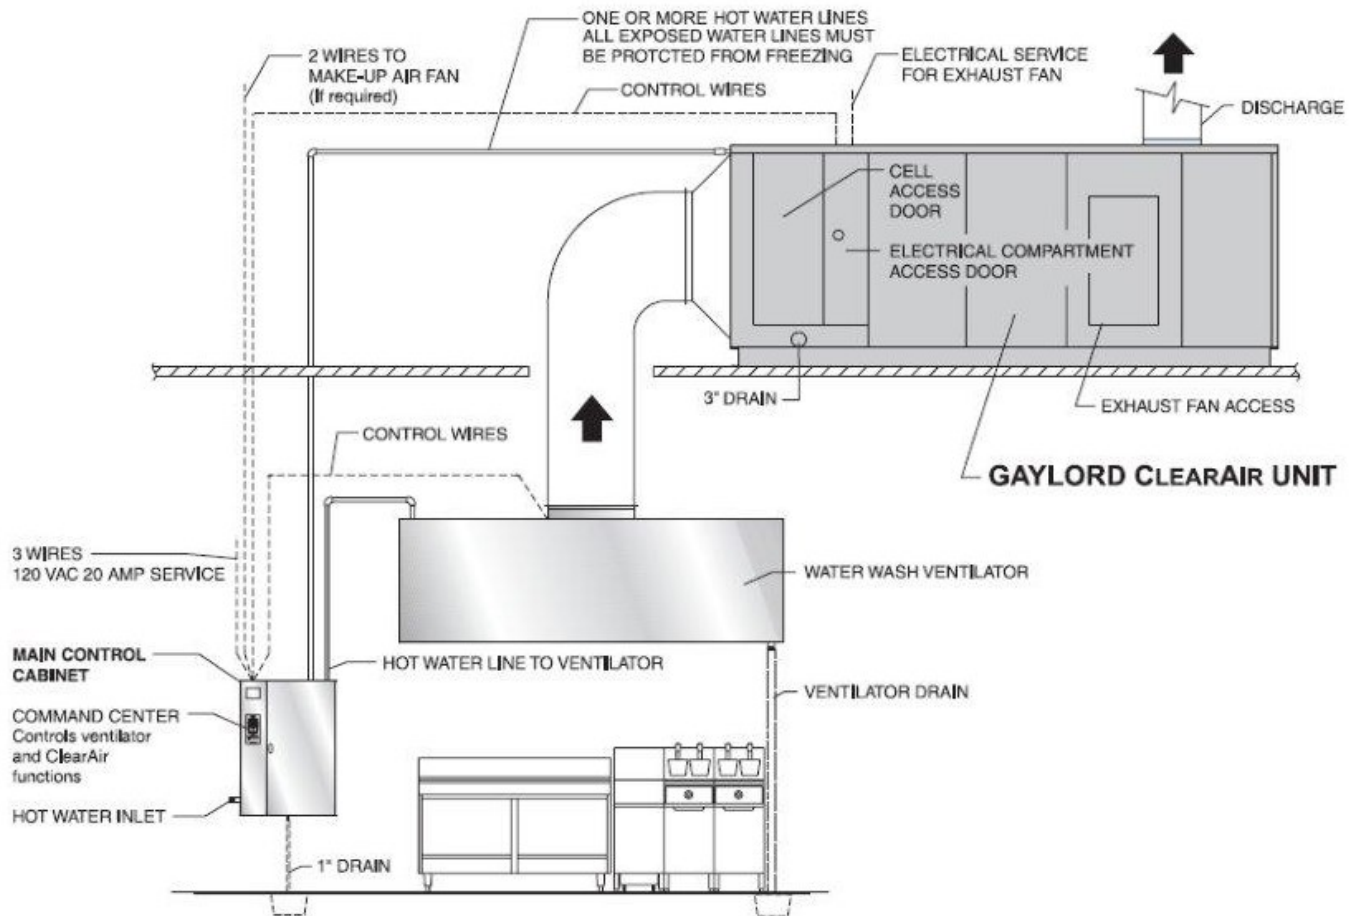 ONE OR MORE HOT WATER LINES
ALL EXPOSED WATER LINES MUST
BE PROTCTED FROM FREEZING
2 WIRES TO
MAKE-UP AIR FAN
(If required)
ELECTRICAL SERVICE
FOR EXHAUST FAN
CONTROL WIRES
DISCHARGE
CELL
ACCESS
DOOR
ELECTRICAL COMPARTMENT
ACCESS DOOR
3" DRAIN
EXHAUST FAN ACCESS
CONTROL WIRES
GAYLORD CLEARAIR UNIT
3 WIRES
120 VAC 20 AMP SERVICE
WATER WASH VENTILATOR
MAIN CONTROL
CABINET
HOT WATER LINE TO VENTILATOR
VENTILATOR DRAIN
COMMAND CENTER
Controls ventilator
and ClearAir
functions
HOT WATER INLET
1" DRAIN